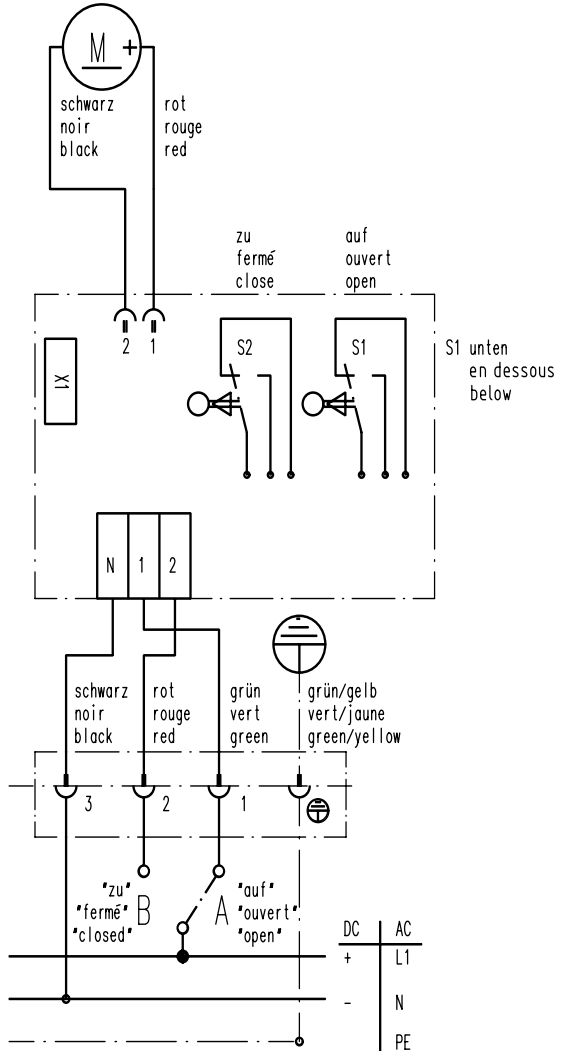 M +
schwarz
noir
black
rot
rouge
red
zu
fermé
close
auf
ouvert
open
2 1
S2
S1
S1 unten
en dessous
below
X1
N 1 2
schwarz
noir
black
rot
rouge
red
grün
vert
green
grün/gelb
vert/jaune
green/yellow
3 2 1
"zu"
"fermé"
"closed"
B
A
"auf"
"ouvert"
"open"
DC AC
+ L1
- N
PE